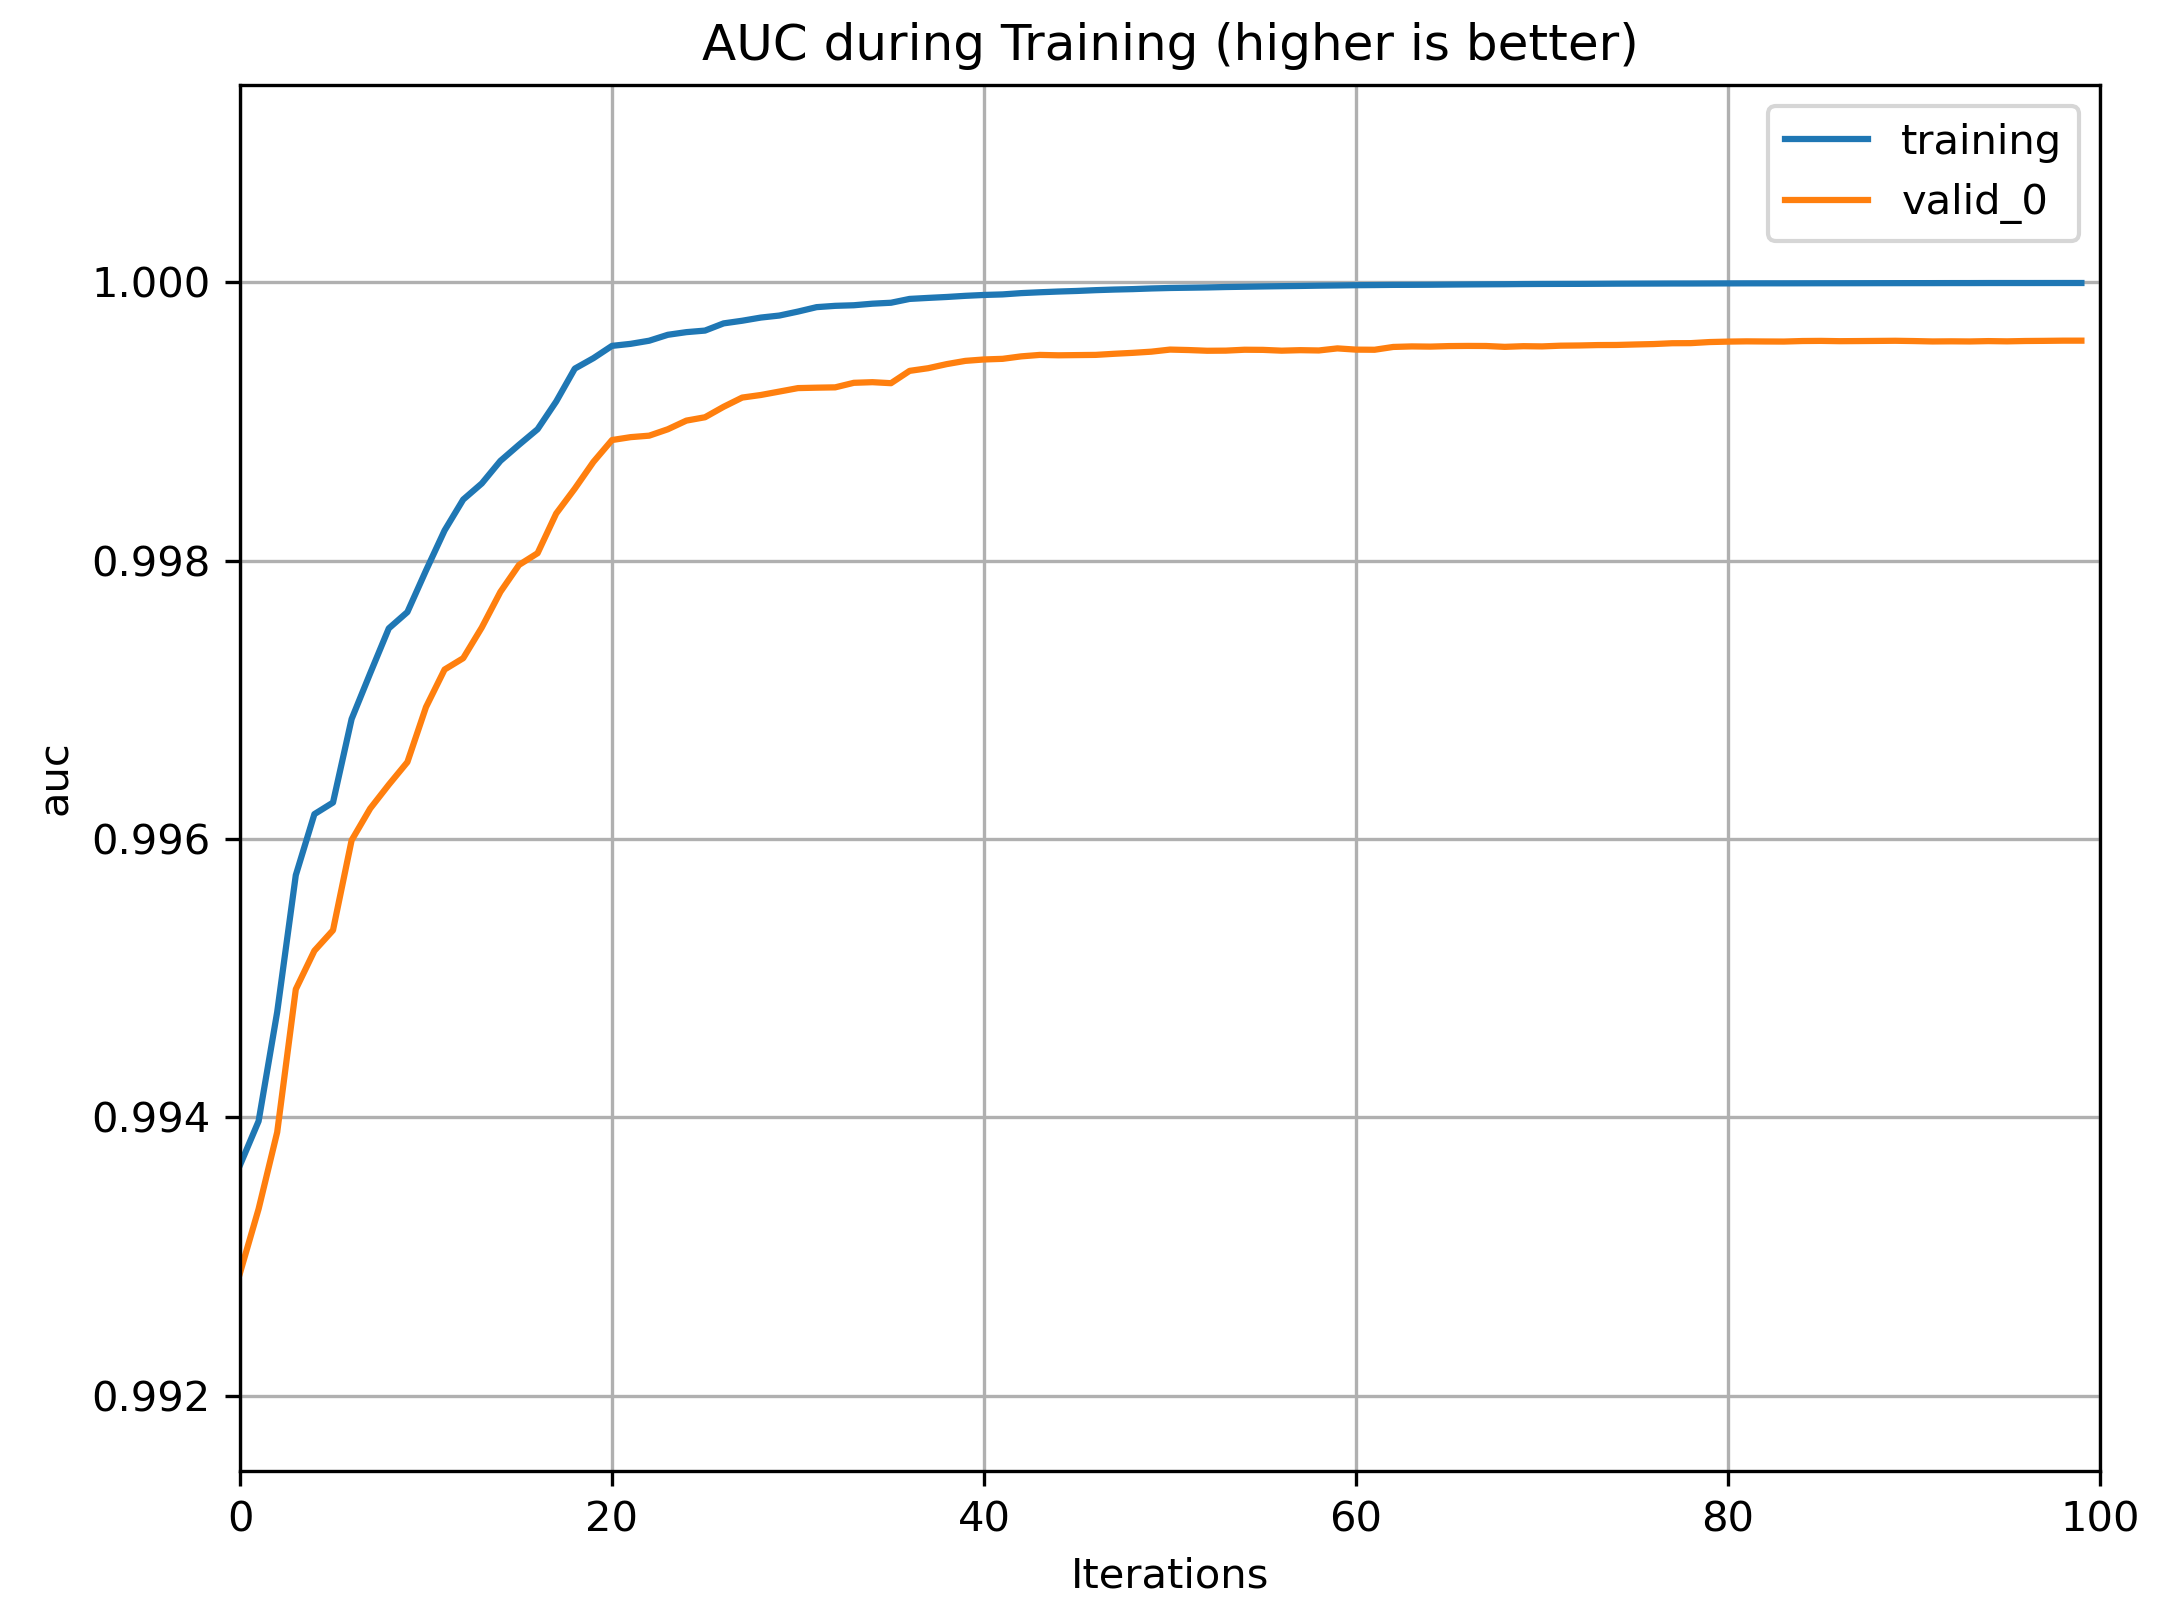 AUC during Training (higher is better)
training
valid_0
1.000
0.998
0.996
0.994
0.992
auc
0 20 40 60 80 100
Iterations